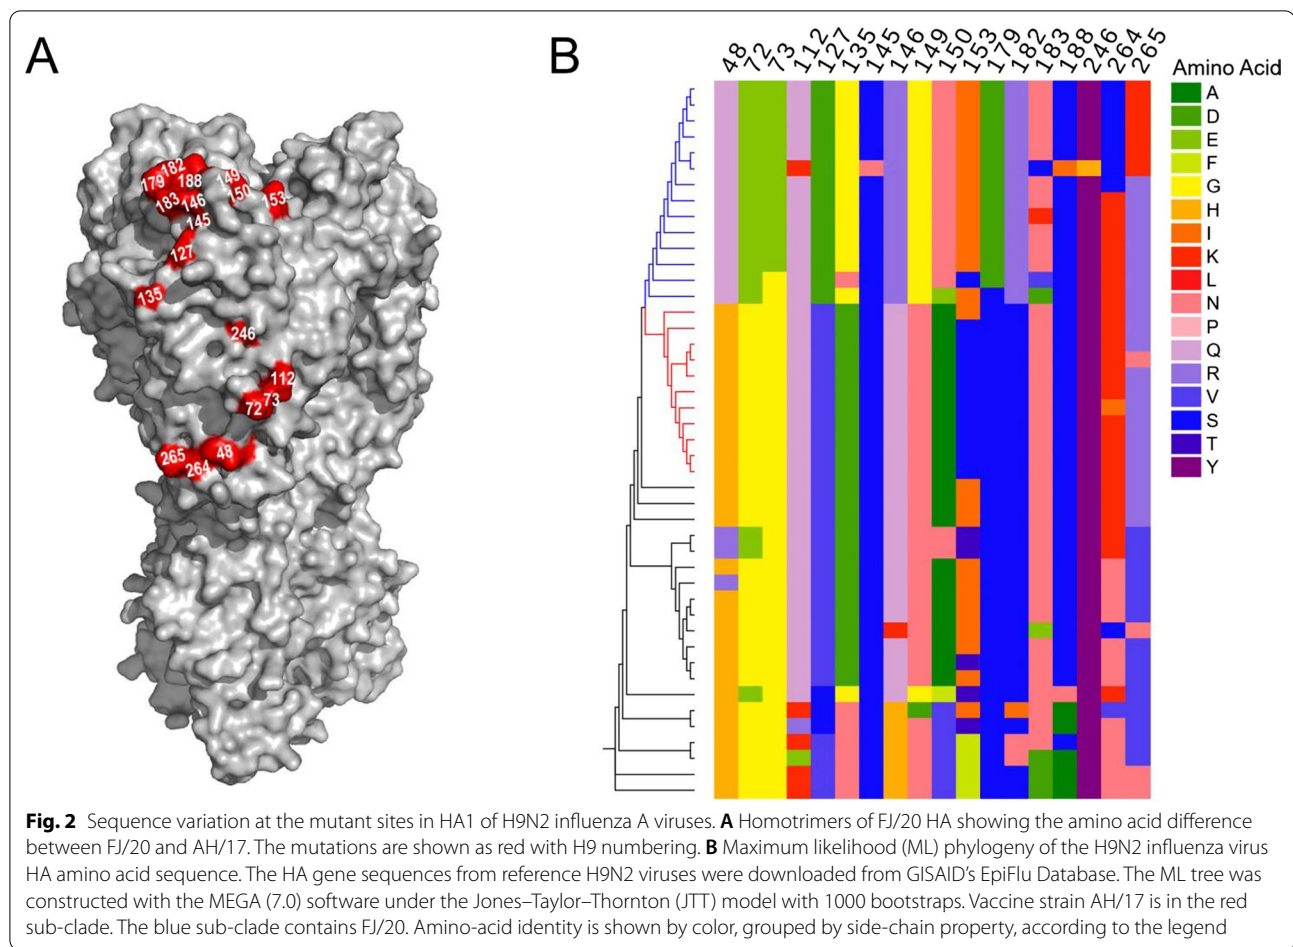 A
182
179
188
149
150
153
183
146
145
127
135
246
112
72
73
265
264
48
B
48 72 73 112 127 135 145 146 149 150 153 179 182 183 188 246 264 265
Amino Acid
A
D
E
F
G
H
I
K
L
N
P
Q
R
V
S
T
Y
Fig. 2 Sequence variation at the mutant sites in HA1 of H9N2 influenza A viruses. A Homotrimers of FJ/20 HA showing the amino acid difference
between FJ/20 and AH/17. The mutations are shown as red with H9 numbering. B Maximum likelihood (ML) phylogeny of the H9N2 influenza virus
HA amino acid sequence. The HA gene sequences from reference H9N2 viruses were downloaded from GISAID's EpiFlu Database. The ML tree was
constructed with the MEGA (7.0) software under the Jones–Taylor–Thornton (JTT) model with 1000 bootstraps. Vaccine strain AH/17 is in the red
sub-clade. The blue sub-clade contains FJ/20. Amino-acid identity is shown by color, grouped by side-chain property, according to the legend